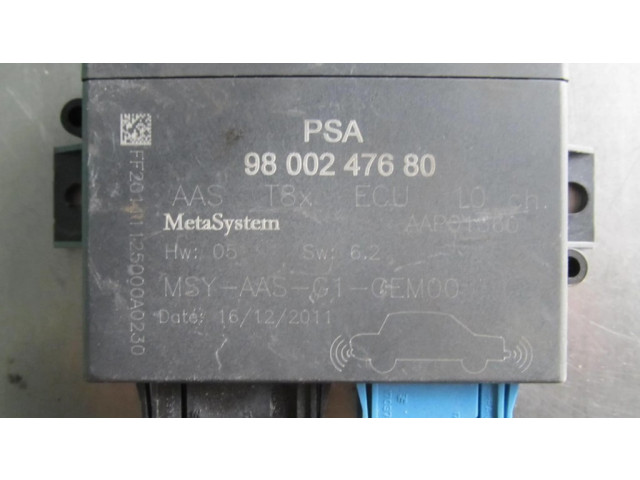 PSA
98 002 476 80
AAS T8x ECU 10 ch.
MetaSystem
Hw: 05 Sw: 6.2
MSY-AAS-G1-GEM00
Date: 16/12/2011